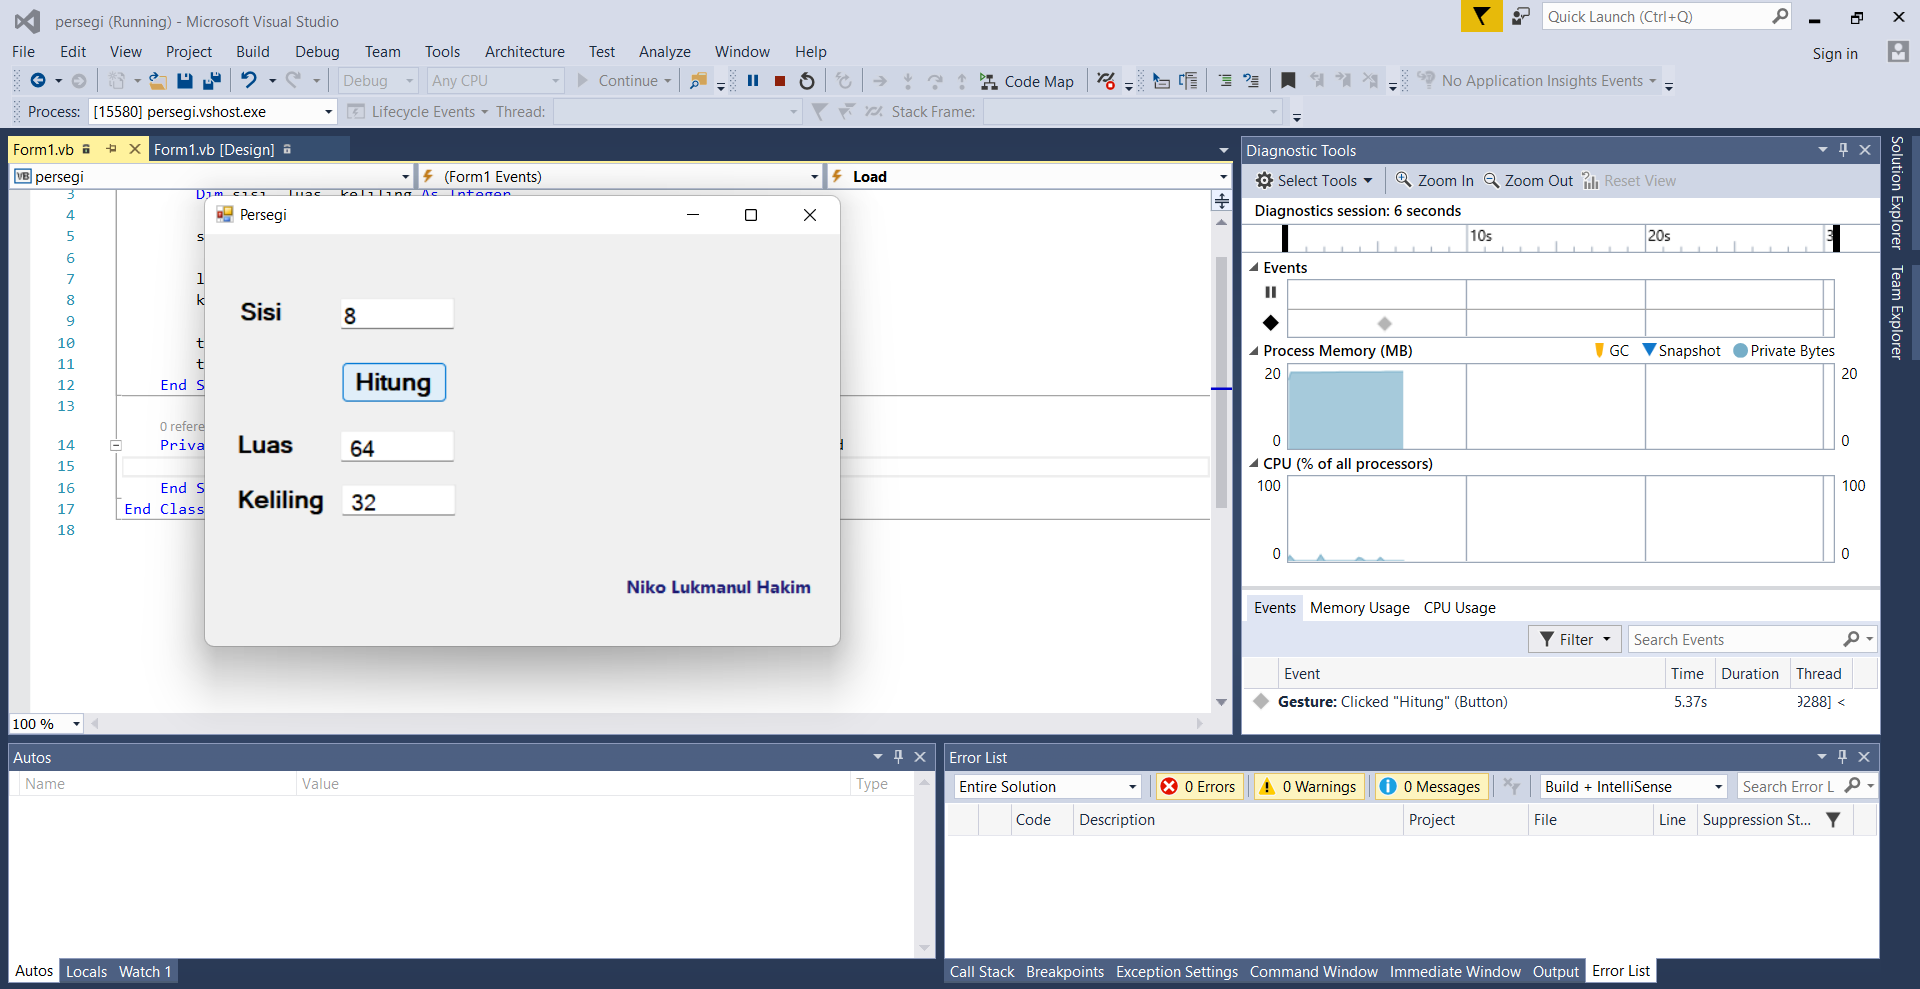 persegi (Running) - Microsoft Visual Studio
Quick Launch (Ctrl+Q)
File Edit View Project Build Debug Team Tools Architecture Test Analyze Window Help
Sign in
Debug Any CPU Continue Code Map No Application Insights Events
Process: [15580] persegi.vshost.exe Lifecycle Events Thread: Stack Frame:
Form1.vb Form1.vb [Design]
persegi (Form1 Events) Load
3 Dim sisi, luas, keliling As Integer
4
5 s
6
7 l
8 k
9
10 t
11 t
12 End S
13
0 refere
14 Priva
15
16 End S
17 End Class
18
100 %
Persegi
Sisi 8
Hitung
Luas 64
Keliling 32
Niko Lukmanul Hakim
Diagnostic Tools
Select Tools Zoom In Zoom Out Reset View
Diagnostics session: 6 seconds
10s 20s 3
Events
Process Memory (MB) GC Snapshot Private Bytes
20 20
0 0
CPU (% of all processors)
100 100
0 0
Events Memory Usage CPU Usage
Filter Search Events
Event Time Duration Thread
Gesture: Clicked "Hitung" (Button) 5.37s 9288] <
Solution Explorer
Team Explorer
Autos
Name Value Type
Autos Locals Watch 1
Error List
Entire Solution 0 Errors 0 Warnings 0 Messages Build + IntelliSense Search Error L
Code Description Project File Line Suppression St...
Call Stack Breakpoints Exception Settings Command Window Immediate Window Output Error List